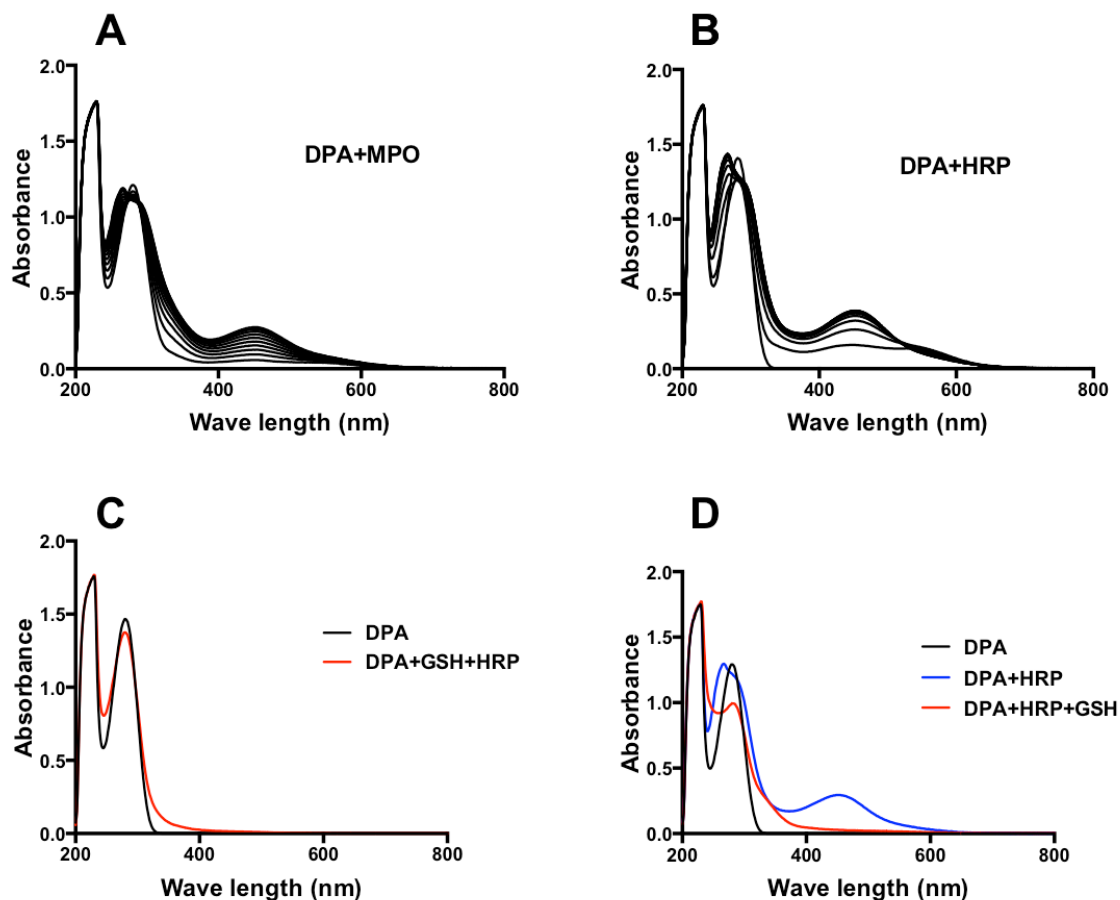 A
2.0
1.5
1.0
0.5
0.0
200
400
600
800
Absorbance
Wave length (nm)
DPA+MPO
B
2.0
1.5
1.0
0.5
0.0
200
400
600
800
Absorbance
Wave length (nm)
DPA+HRP
C
2.0
1.5
1.0
0.5
0.0
200
400
600
800
Absorbance
Wave length (nm)
DPA
DPA+GSH+HRP
D
2.0
1.5
1.0
0.5
0.0
200
400
600
800
Absorbance
Wave length (nm)
DPA
DPA+HRP
DPA+HRP+GSH